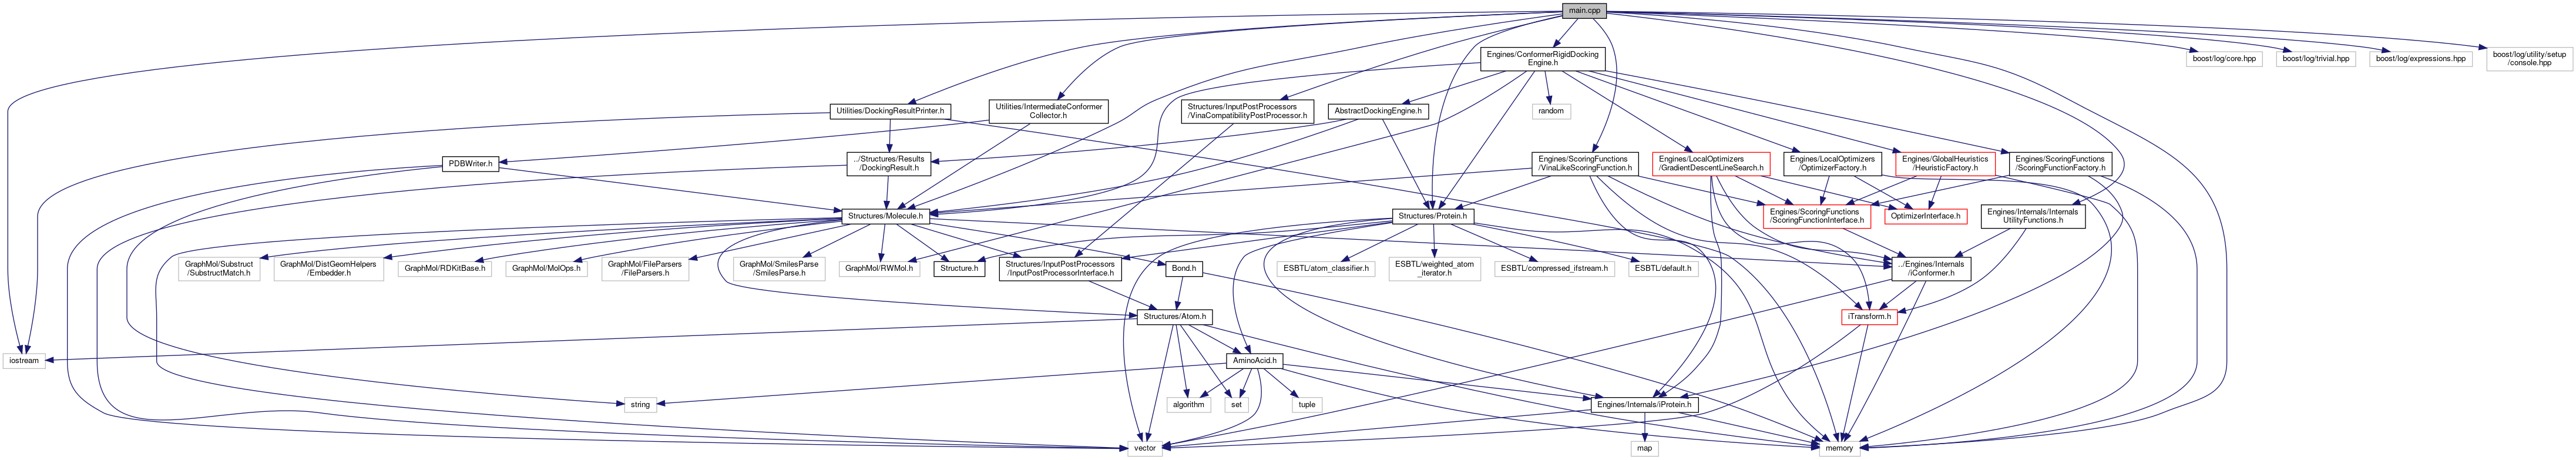 main.cpp
Engines/ConformerRigidDocking
Engine.h
boost/log/core.hpp
boost/log/trivial.hpp
boost/log/expressions.hpp
boost/log/utility/setup
/console.hpp
Utilities/DockingResultPrinter.h
Utilities/IntermediateConformer
Collector.h
Structures/InputPostProcessors
/VinaCompatibilityPostProcessor.h
AbstractDockingEngine.h
random
PDBWriter.h
../Structures/Results
/DockingResult.h
Engines/ScoringFunctions
/VinaLikeScoringFunction.h
Engines/LocalOptimizers
/GradientDescentLineSearch.h
Engines/LocalOptimizers
/OptimizerFactory.h
Engines/GlobalHeuristics
/HeuristicFactory.h
Engines/ScoringFunctions
/ScoringFunctionFactory.h
Structures/Molecule.h
Structures/Protein.h
Engines/ScoringFunctions
/ScoringFunctionInterface.h
OptimizerInterface.h
Engines/Internals/Internals
UtilityFunctions.h
GraphMol/Substruct
/SubstructMatch.h
GraphMol/DistGeomHelpers
/Embedder.h
GraphMol/RDKitBase.h
GraphMol/MolOps.h
GraphMol/FileParsers
/FileParsers.h
GraphMol/SmilesParse
/SmilesParse.h
GraphMol/RWMol.h
Structure.h
Structures/InputPostProcessors
/InputPostProcessorInterface.h
Bond.h
ESBTL/atom_classifier.h
ESBTL/weighted_atom
_iterator.h
ESBTL/compressed_ifstream.h
ESBTL/default.h
../Engines/Internals
/iConformer.h
Structures/Atom.h
iTransform.h
iostream
AminoAcid.h
string
algorithm
set
tuple
Engines/Internals/iProtein.h
vector
map
memory